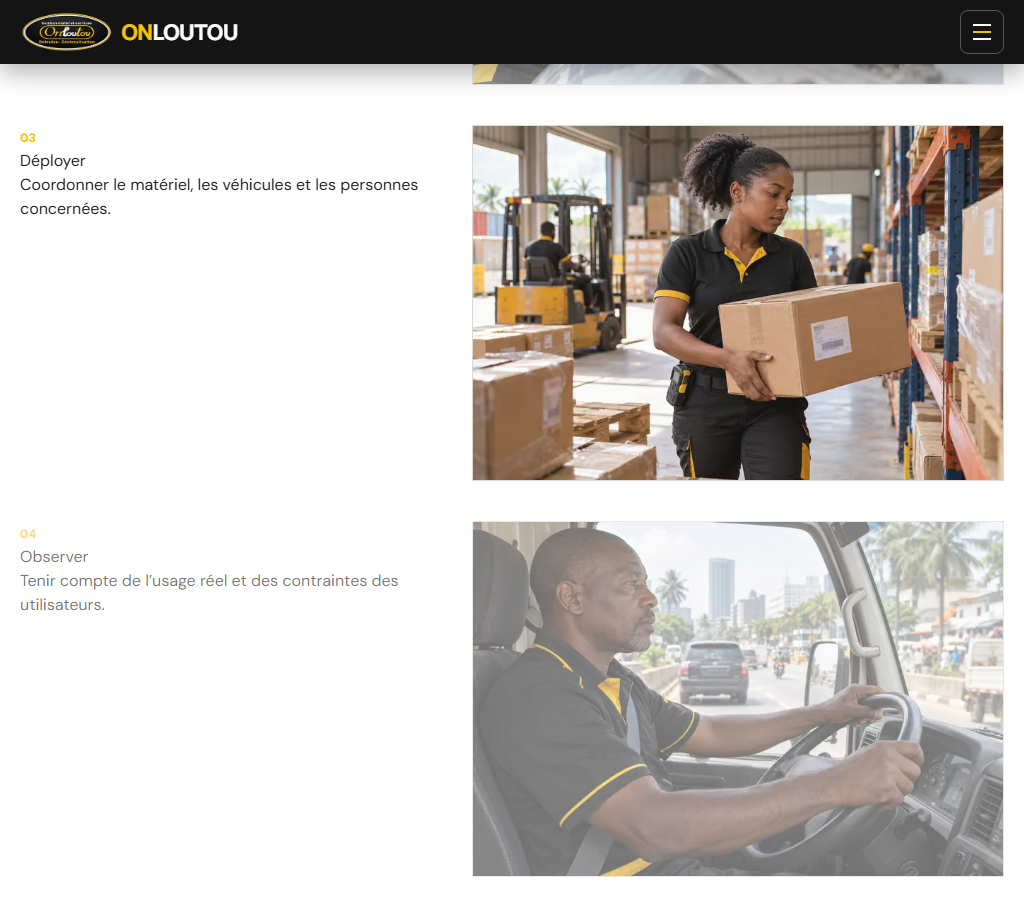 Onloutou
ONLOUTOU
03
Déployer
Coordonner le matériel, les véhicules et les personnes
concernées.
04
Observer
Tenir compte de l'usage réel et des contraintes des
utilisateurs.